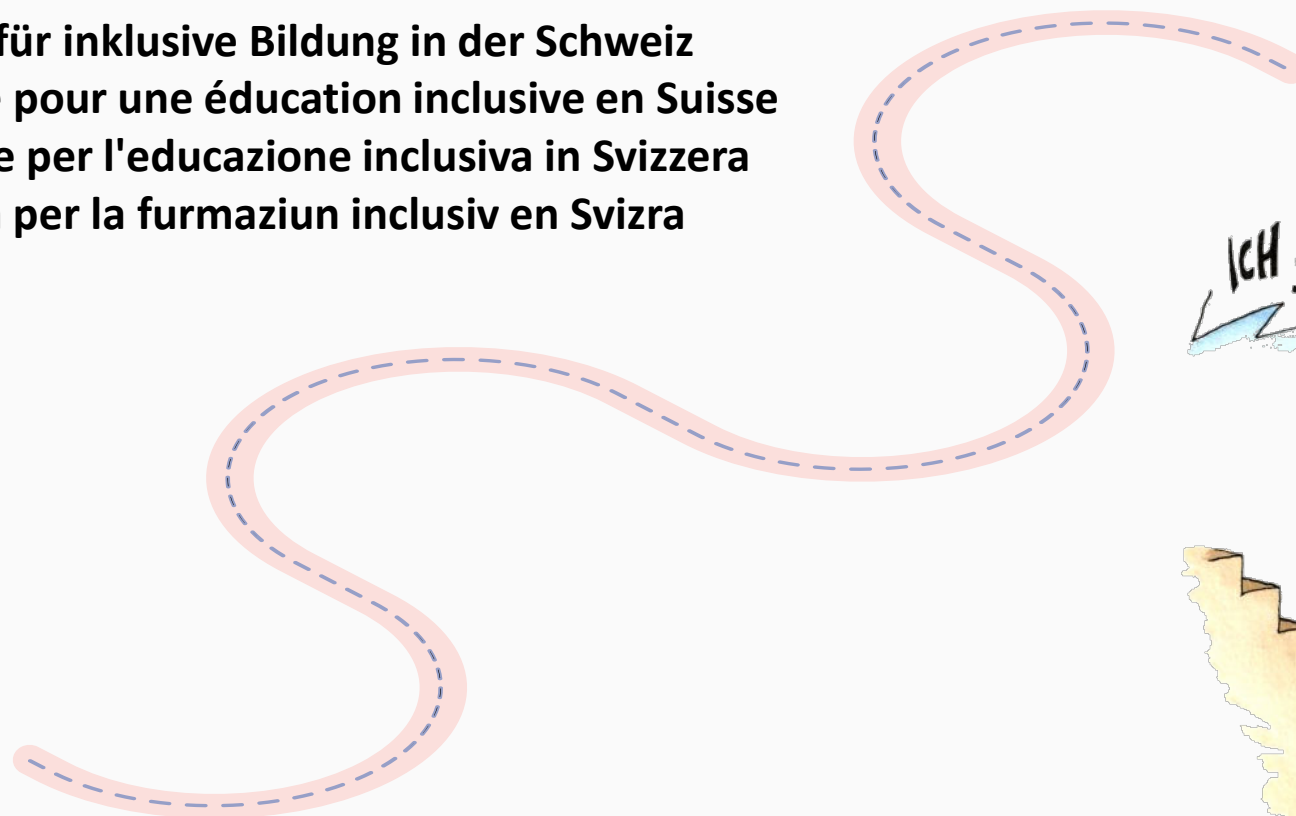 für inklusive Bildung in der Schweiz
pour une éducation inclusive en Suisse
per l'educazione inclusiva in Svizzera
per la furmaziun inclusiv en Svizra
ICH